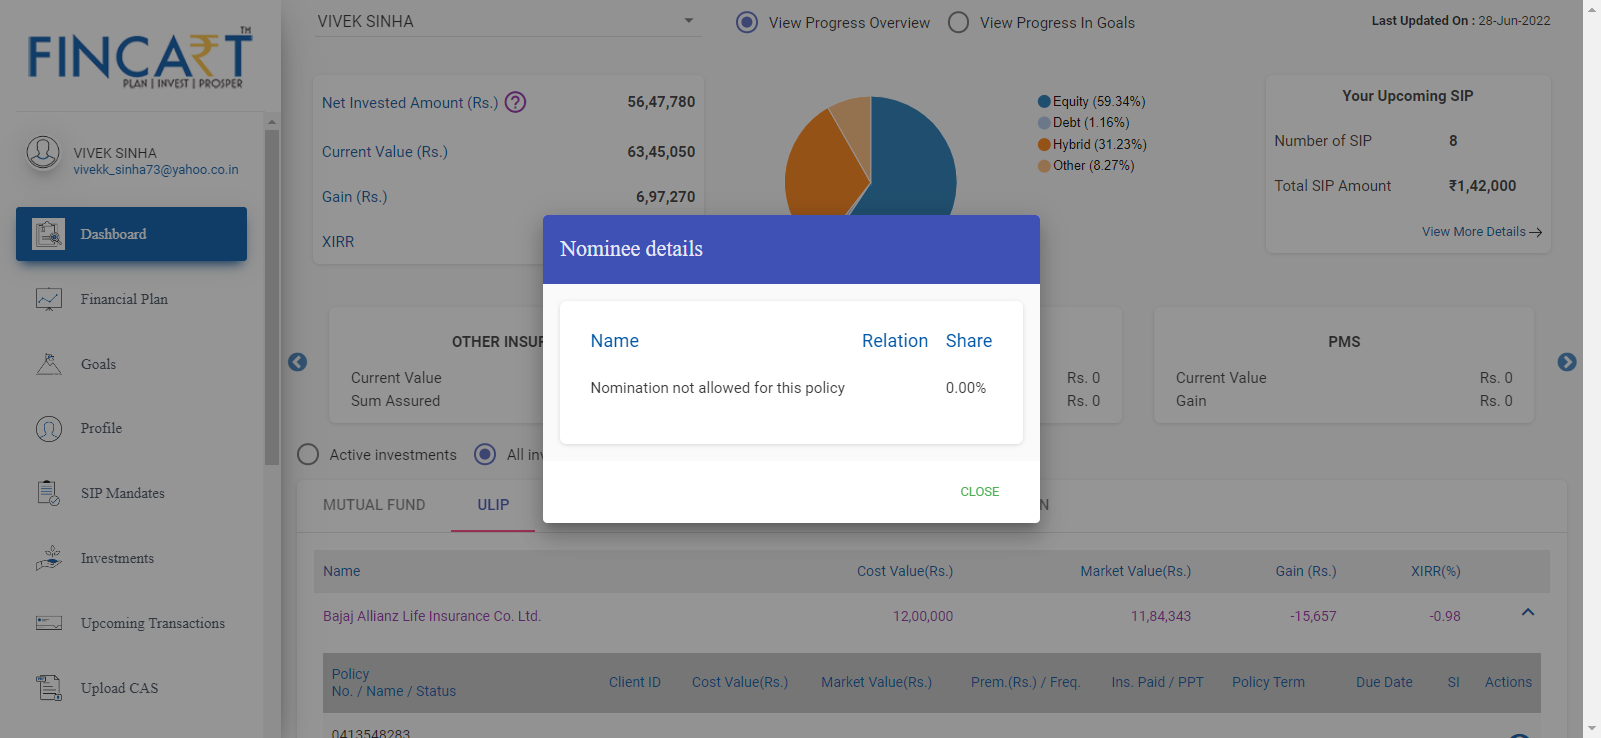 FINCART™
PLAN | INVEST | PROSPER
VIVEK SINHA
vivekk_sinha73@yahoo.co.in
Dashboard
Financial Plan
Goals
Profile
SIP Mandates
Investments
Upcoming Transactions
Upload CAS
VIVEK SINHA
View Progress Overview
View Progress In Goals
Last Updated On : 28-Jun-2022
Net Invested Amount (Rs.) ? 56,47,780
Current Value (Rs.) 63,45,050
Gain (Rs.) 6,97,270
XIRR
Equity (59.34%)
Debt (1.16%)
Hybrid (31.23%)
Other (8.27%)
Your Upcoming SIP
Number of SIP 8
Total SIP Amount ₹1,42,000
View More Details
Nominee details
Name Relation Share
Nomination not allowed for this policy 0.00%
CLOSE
OTHER INSUR
Current Value
Sum Assured
Rs. 0
Rs. 0
PMS
Current Value Rs. 0
Gain Rs. 0
Active investments
All inv
MUTUAL FUND ULIP N
Name Cost Value(Rs.) Market Value(Rs.) Gain (Rs.) XIRR(%)
Bajaj Allianz Life Insurance Co. Ltd. 12,00,000 11,84,343 -15,657 -0.98
Policy
No. / Name / Status Client ID Cost Value(Rs.) Market Value(Rs.) Prem.(Rs.) / Freq. Ins. Paid / PPT Policy Term Due Date SI Actions
0413548283